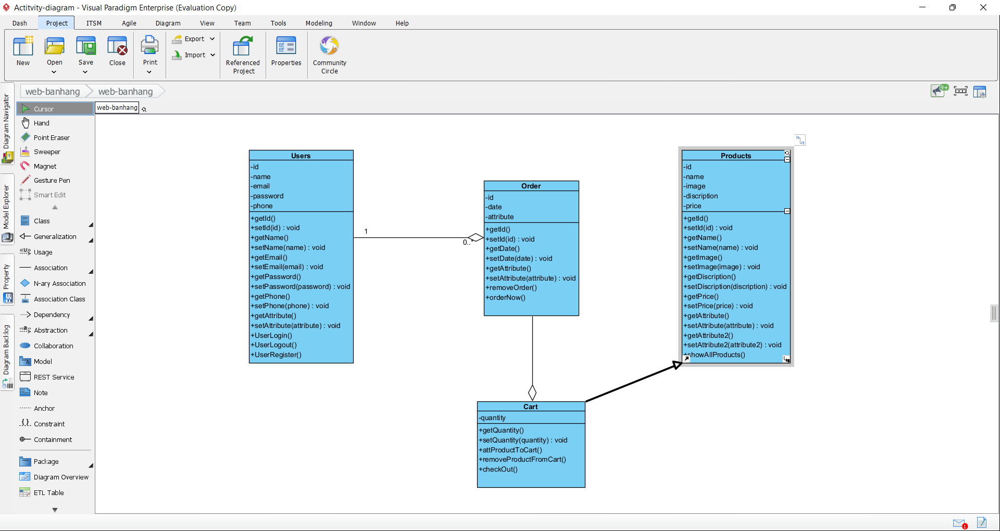 Actitvity-diagram - Visual Paradigm Enterprise (Evaluation Copy)
Dash Project ITSM Agile Diagram View Team Tools Modeling Window Help
New
Open
Save
Close
Print
Export
Import
Referenced
Project
Properties
Community
Circle
web-banhang web-banhang
9+
web-banhang
Diagram Navigator
Model Explorer
Property
Diagram Backlog
Cursor
Hand
Point Eraser
Sweeper
Magnet
Gesture Pen
Smart Edit
Class
Generalization
«U» Usage
Association
N-ary Association
Association Class
Dependency
«a» Abstraction
Collaboration
Model
REST Service
Note
Anchor
{} Constraint
Containment
Package
Diagram Overview
ETL Table
Users
-id
-name
-email
-password
-phone
+getId()
+setId(id) : void
+getName()
+setName(name) : void
+getEmail()
+setEmail(email) : void
+getPassword()
+setPassword(password) : void
+getPhone()
+setPhone(phone) : void
+getAttribute()
+setAttribute(attribute) : void
+UserLogin()
+UserLogout()
+UserRegister()
1
0..*
Order
-id
-date
-attribute
+getId()
+setId(id) : void
+getDate()
+setDate(date) : void
+getAttribute()
+setAttribute(attribute) : void
+removeOrder()
+orderNow()
Products
-id
-name
-image
-discription
-price
+getId()
+setId(id) : void
+getName()
+setName(name) : void
+getImage()
+setImage(image) : void
+getDiscription()
+setDiscription(discription) : void
+getPrice()
+setPrice(price) : void
+getAttribute()
+setAttribute(attribute) : void
+getAttribute2()
+setAttribute2(attribute2) : void
+showAllProducts()
Cart
-quantity
+getQuantity()
+setQuantity(quantity) : void
+attProductToCart()
+removeProductFromCart()
+checkOut()
1